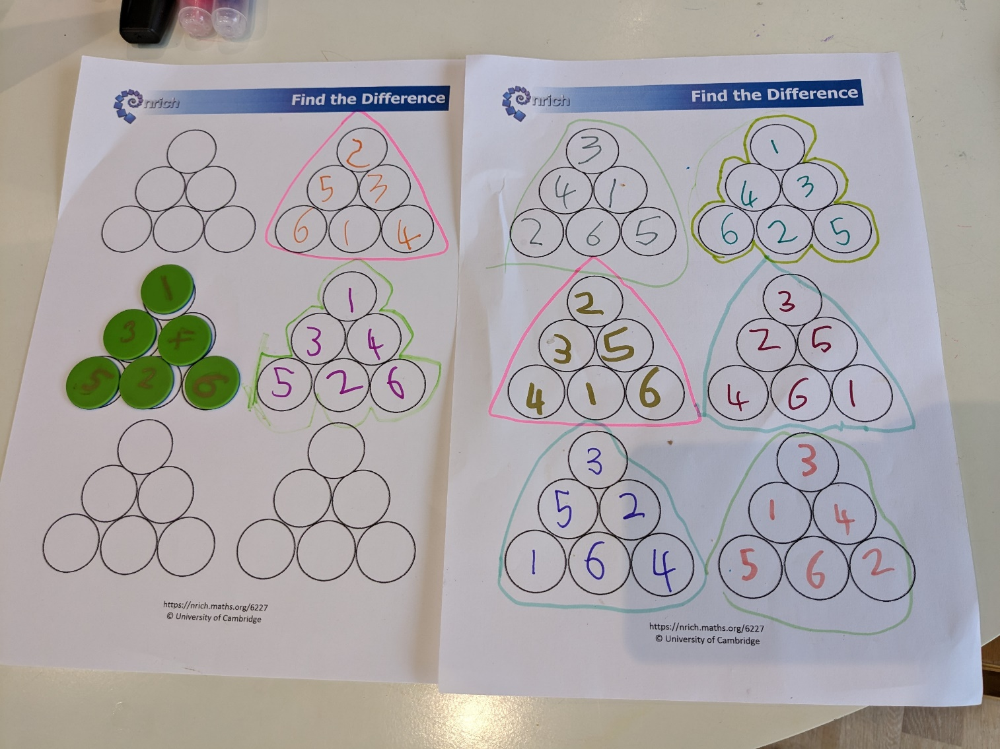 nrich
Find the Difference
2
5 3
6 1 4
1
3 4
5 2 6
1
3 4
5 2 6
https://nrich.maths.org/6227
© University of Cambridge
nrich
Find the Difference
3
4 1
2 6 5
1
4 3
6 2 5
2
3 5
4 1 6
3
2 5
4 6 1
3
5 2
1 6 4
3
1 4
5 6 2
https://nrich.maths.org/6227
© University of Cambridge